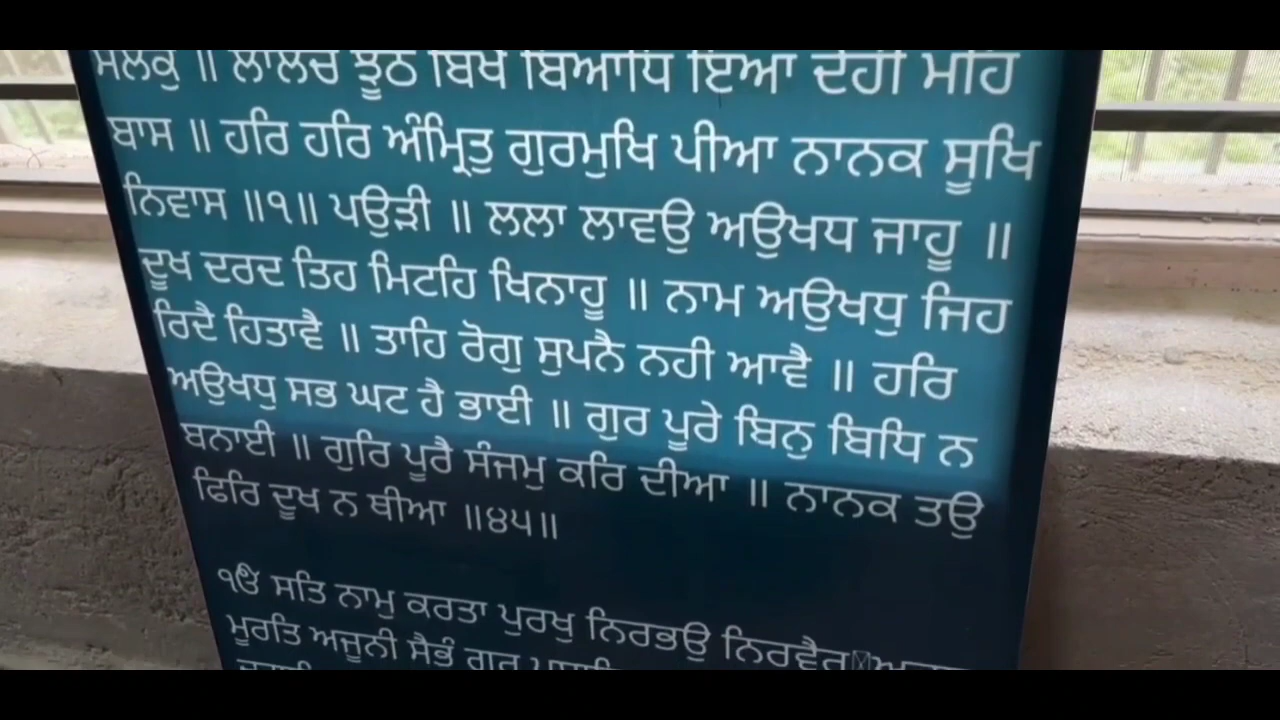 ਸਲੋਕੁ ॥ ਲਾਲਚ ਝੂਠ ਬਿਖੈ ਬਿਆਧਿ ਇਆ ਦੇਹੀ ਮਹਿ
ਬਾਸ ॥ ਹਰਿ ਹਰਿ ਅੰਮ੍ਰਿਤੁ ਗੁਰਮੁਖਿ ਪੀਆ ਨਾਨਕ ਸੂਖਿ
ਨਿਵਾਸ ॥੧॥ ਪਉੜੀ ॥ ਲਲਾ ਲਾਵਉ ਅਉਖਧ ਜਾਹੂ ॥
ਦੂਖ ਦਰਦ ਤਿਹ ਮਿਟਹਿ ਖਿਨਾਹੂ ॥ ਨਾਮ ਅਉਖਧੁ ਜਿਹ
ਰਿਦੈ ਹਿਤਾਵੈ ॥ ਤਾਹਿ ਰੋਗੁ ਸੁਪਨੈ ਨਹੀ ਆਵੈ ॥ ਹਰਿ
ਅਉਖਧੁ ਸਭ ਘਟ ਹੈ ਭਾਈ ॥ ਗੁਰ ਪੂਰੇ ਬਿਨੁ ਬਿਧਿ ਨ
ਬਨਾਈ ॥ ਗੁਰਿ ਪੂਰੈ ਸੰਜਮੁ ਕਰਿ ਦੀਆ ॥ ਨਾਨਕ ਤਉ
ਫਿਰਿ ਦੂਖ ਨ ਥੀਆ ॥੪੫॥
ੴ ਸਤਿ ਨਾਮੁ ਕਰਤਾ ਪੁਰਖੁ ਨਿਰਭਉ ਨਿਰਵੈਰ
ਮੂਰਤਿ ਅਜੂਨੀ ਸੈਭੰ ਗੁਰ